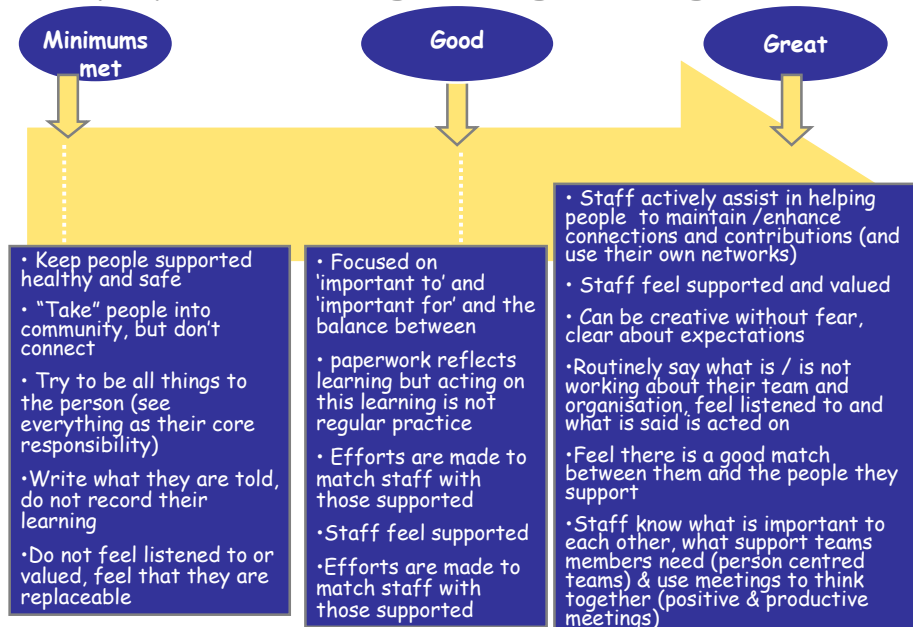 Minimums
met
Good
Great
• Keep people supported
healthy and safe
• "Take" people into
community, but don't
connect
• Try to be all things to
the person (see
everything as their core
responsibility)
•Write what they are told,
do not record their
learning
•Do not feel listened to or
valued, feel that they are
replaceable
• Focused on
'important to' and
'important for' and the
balance between
• paperwork reflects
learning but acting on
this learning is not
regular practice
• Efforts are made to
match staff with
those supported
•Staff feel supported
•Efforts are made to
match staff with
those supported
• Staff actively assist in helping
people to maintain /enhance
connections and contributions (and
use their own networks)
• Staff feel supported and valued
• Can be creative without fear,
clear about expectations
•Routinely say what is / is not
working about their team and
organisation, feel listened to and
what is said is acted on
•Feel there is a good match
between them and the people they
support
•Staff know what is important to
each other, what support teams
members need (person centred
teams) & use meetings to think
together (positive & productive
meetings)